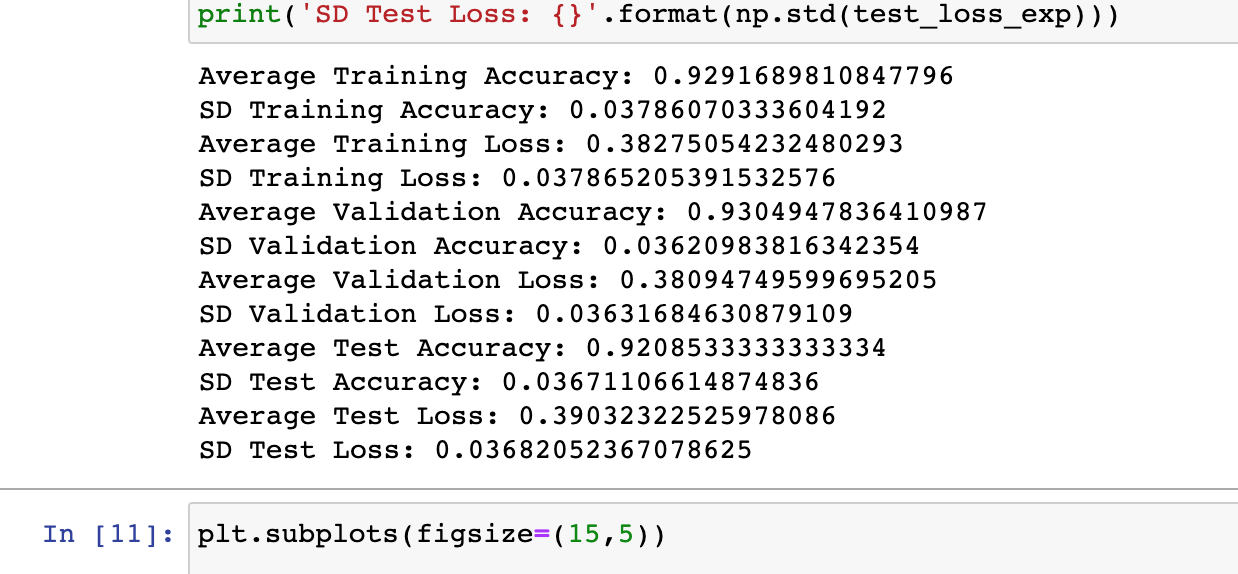 print('SD Test Loss: {}'.format(np.std(test_loss_exp)))
Average Training Accuracy: 0.9291689810847796
SD Training Accuracy: 0.03786070333604192
Average Training Loss: 0.38275054232480293
SD Training Loss: 0.037865205391532576
Average Validation Accuracy: 0.9304947836410987
SD Validation Accuracy: 0.03620983816342354
Average Validation Loss: 0.38094749599695205
SD Validation Loss: 0.03631684630879109
Average Test Accuracy: 0.9208533333333334
SD Test Accuracy: 0.03671106614874836
Average Test Loss: 0.39032322525978086
SD Test Loss: 0.03682052367078625
In [11]: plt.subplots(figsize=(15,5))